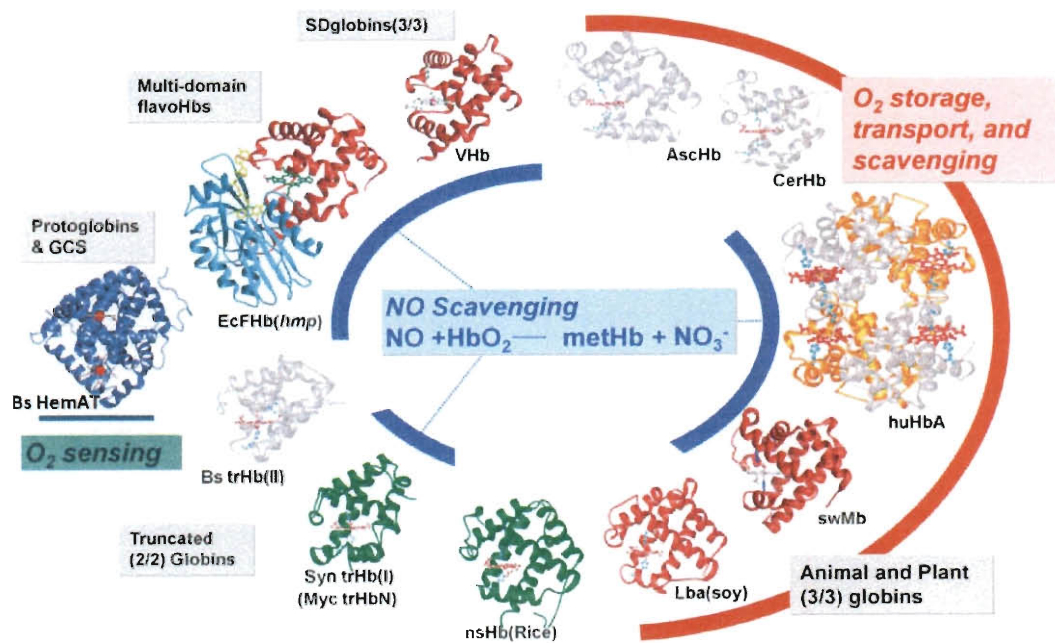 SDglobins(3/3)
Multi-domain
flavoHbs
VHb
AscHb
CerHb
O₂ storage,
transport, and
scavenging
Protoglobins
& GCS
EcFHb(hmp)
NO Scavenging
NO +HbO₂— metHb + NO₃⁻
Bs HemAT
O₂ sensing
Bs trHb(II)
huHbA
swMb
Truncated
(2/2) Globins
Syn trHb(I)
(Myc trHbN)
nsHb(Rice)
Lba(soy)
Animal and Plant
(3/3) globins